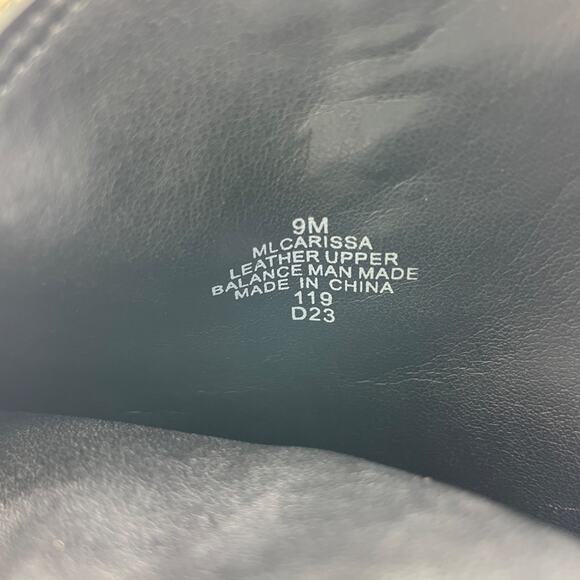 9M
MLCARISSA
LEATHER UPPER
BALANCE MAN MADE
MADE IN CHINA
119
D23